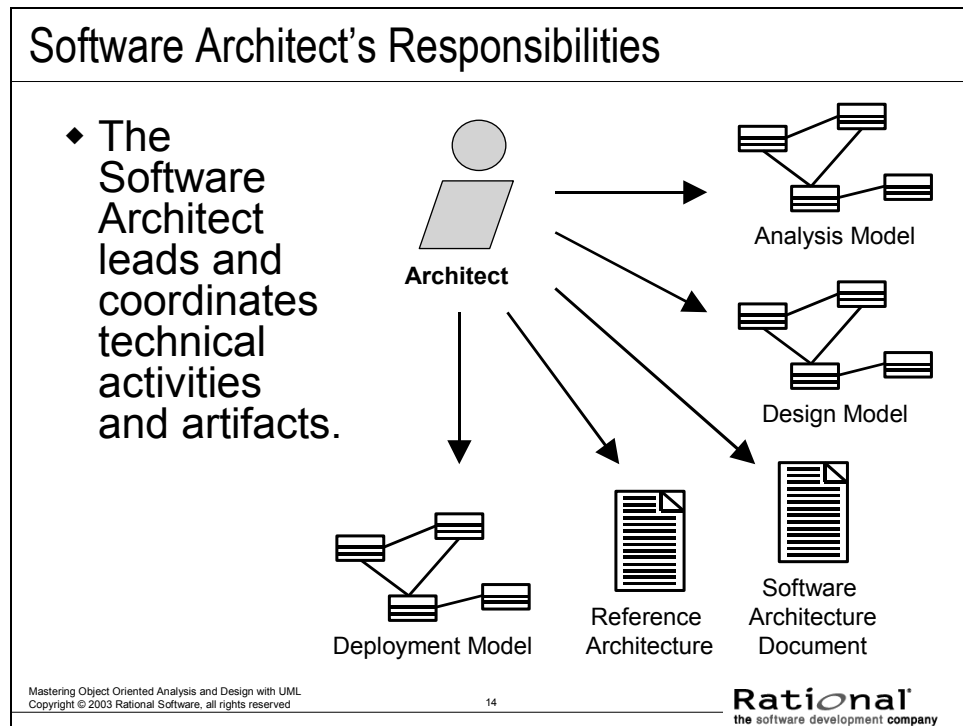 Software Architect's Responsibilities
◆ The
Software
Architect
leads and
coordinates
technical
activities
and artifacts.
Architect
Analysis Model
Design Model
Deployment Model
Reference
Architecture
Software
Architecture
Document
Mastering Object Oriented Analysis and Design with UML
Copyright © 2003 Rational Software, all rights reserved
14
Rational
the software development company